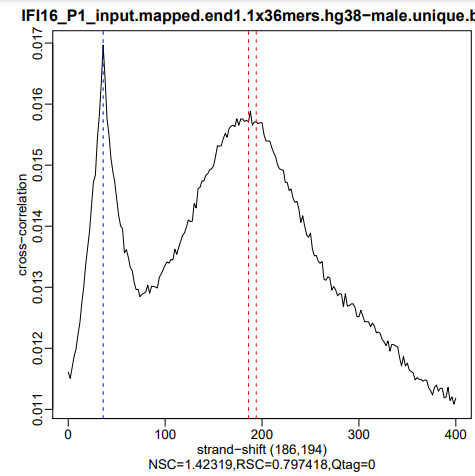 IFI16_P1_input.mapped.end1.1x36mers.hg38−male.unique.b
0.017
0.016
0.015
0.014
0.013
0.012
0.011
cross−correlation
0 100 200 300 400
strand−shift (186,194)
NSC=1.42319,RSC=0.797418,Qtag=0